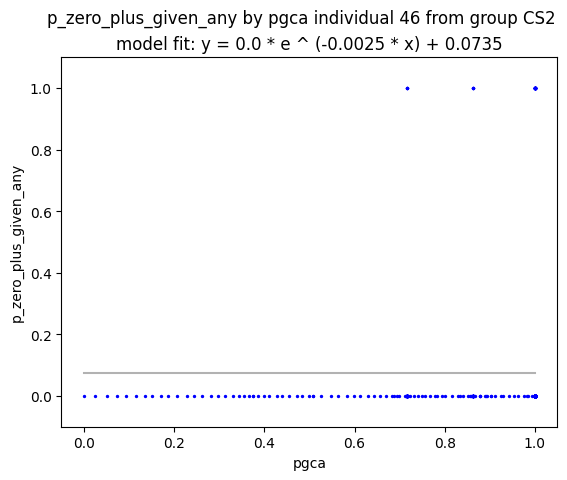 p_zero_plus_given_any by pgca individual 46 from group CS2
model fit: y = 0.0 * e ^ (-0.0025 * x) + 0.0735
1.0
0.8
0.6
0.4
0.2
0.0
p_zero_plus_given_any
0.0 0.2 0.4 0.6 0.8 1.0
pgca